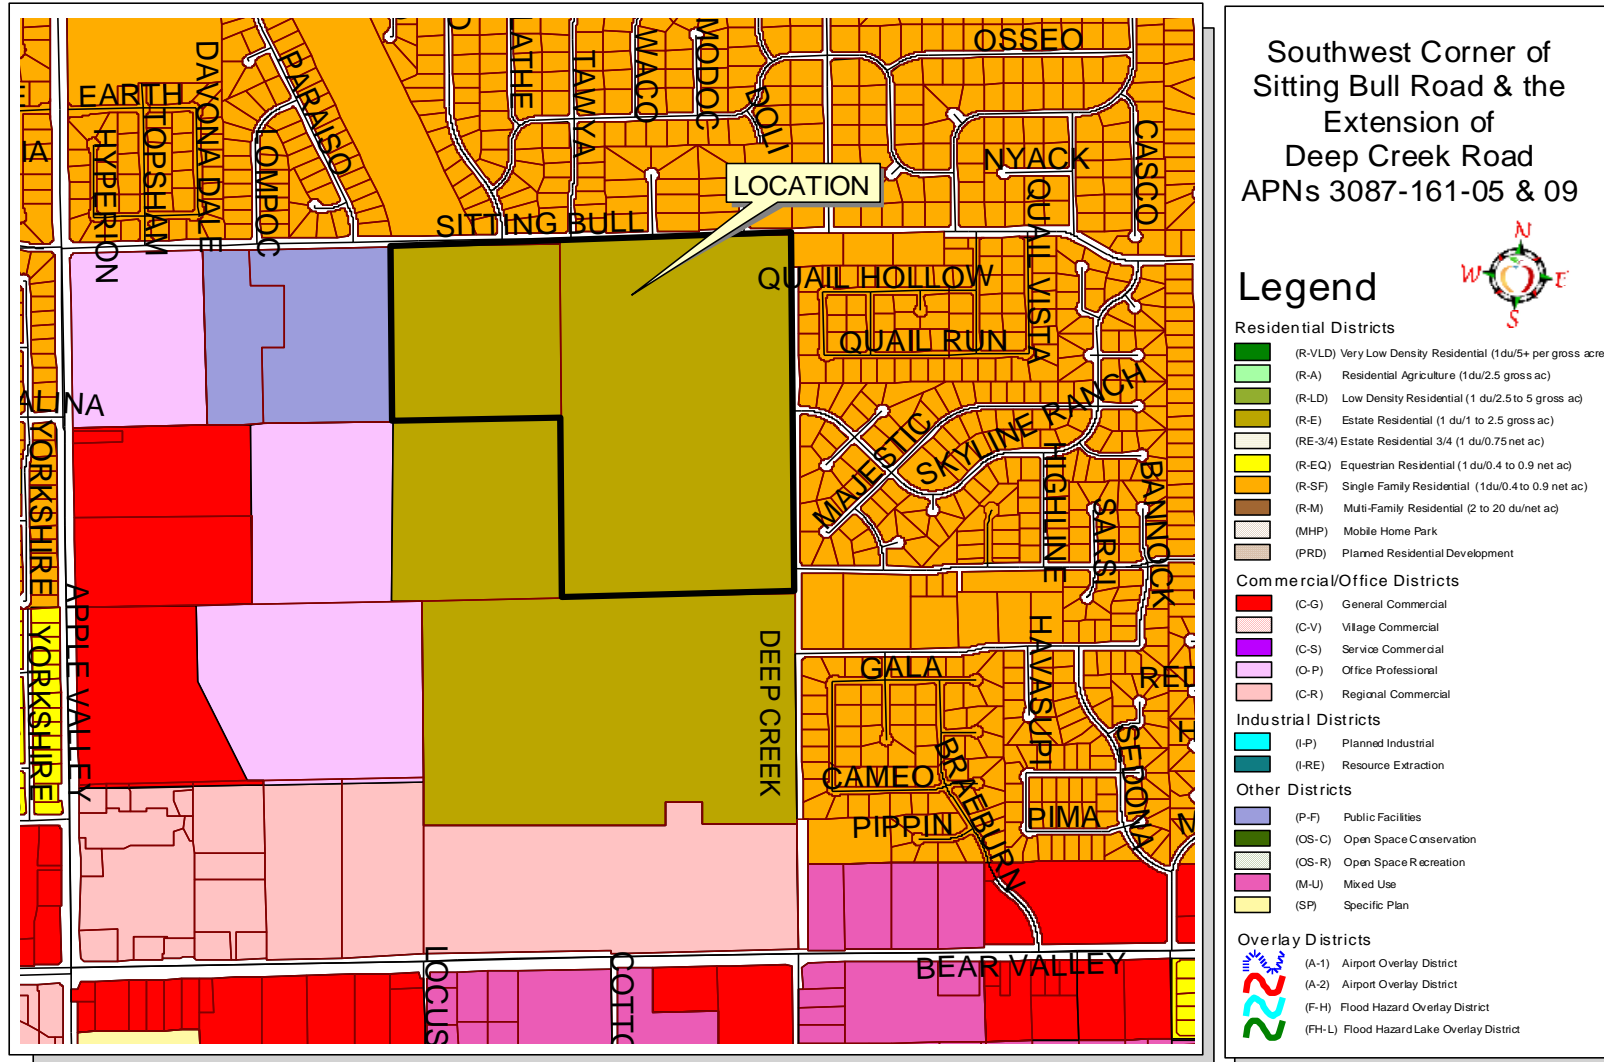 OSSEO
LATHE
TAWYA
WACO
MODOC
DOLI
EARTH
DAVONA
DALE
PARAISO
HYPERION
TOPSHAM
LOMPOC
NYACK
CASCO
LOCATION
SITTING BULL
QUAIL VISTA
QUAIL HOLLOW
QUAIL RUN
ALINA
YORKSHIRE
MAJESTIC
SKYLINE RANCH
HIGHLINE
SARSI
BANNOCK
APPLE VALLEY
YORKSHIRE
DEEP CREEK
GALA
HAVASUPI
RED
CAMEO
BRAEBURN
SEDONA
PIPPIN
PIMA
BEAR VALLEY
LOCUS
COTTO
Southwest Corner of
Sitting Bull Road & the
Extension of
Deep Creek Road
APNs 3087-161-05 & 09
N
W E
S
Legend
Residential Districts
(R-VLD) Very Low Density Residential (1du/5+ per gross acre
(R-A) Residential Agriculture (1du/2.5 gross ac)
(R-LD) Low Density Residential (1 du/2.5 to 5 gross ac)
(R-E) Estate Residential (1 du/1 to 2.5 gross ac)
(RE-3/4) Estate Residential 3/4 (1 du/0.75 net ac)
(R-EQ) Equestrian Residential (1 du/0.4 to 0.9 net ac)
(R-SF) Single Family Residential (1du/0.4 to 0.9 net ac)
(R-M) Multi-Family Residential (2 to 20 du/net ac)
(MHP) Mobile Home Park
(PRD) Planned Residential Development
Commercial/Office Districts
(C-G) General Commercial
(C-V) Village Commercial
(C-S) Service Commercial
(O-P) Office Professional
(C-R) Regional Commercial
Industrial Districts
(I-P) Planned Industrial
(I-RE) Resource Extraction
Other Districts
(P-F) Public Facilities
(OS-C) Open Space Conservation
(OS-R) Open Space Recreation
(M-U) Mixed Use
(SP) Specific Plan
Overlay Districts
(A-1) Airport Overlay District
(A-2) Airport Overlay District
(F-H) Flood Hazard Overlay District
(FH-L) Flood Hazard Lake Overlay District